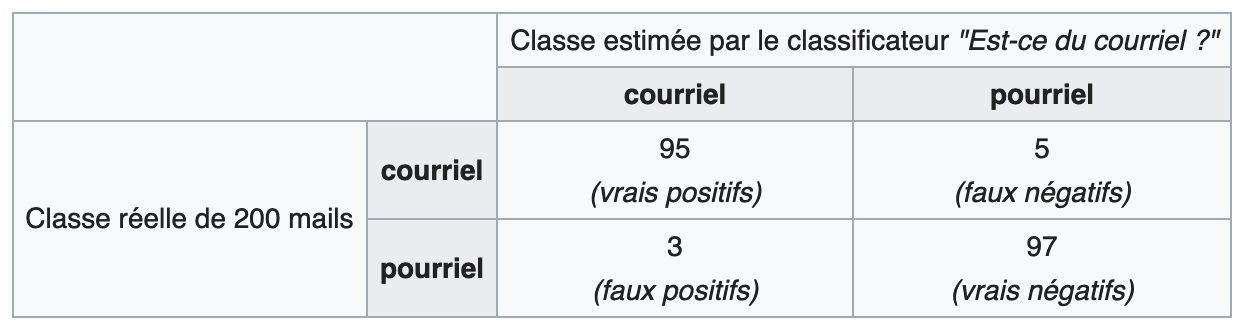 Classe estimée par le classificateur "Est-ce du courriel ?"
courriel pourriel
Classe réelle de 200 mails
courriel
95
(vrais positifs)
5
(faux négatifs)
pourriel
3
(faux positifs)
97
(vrais négatifs)